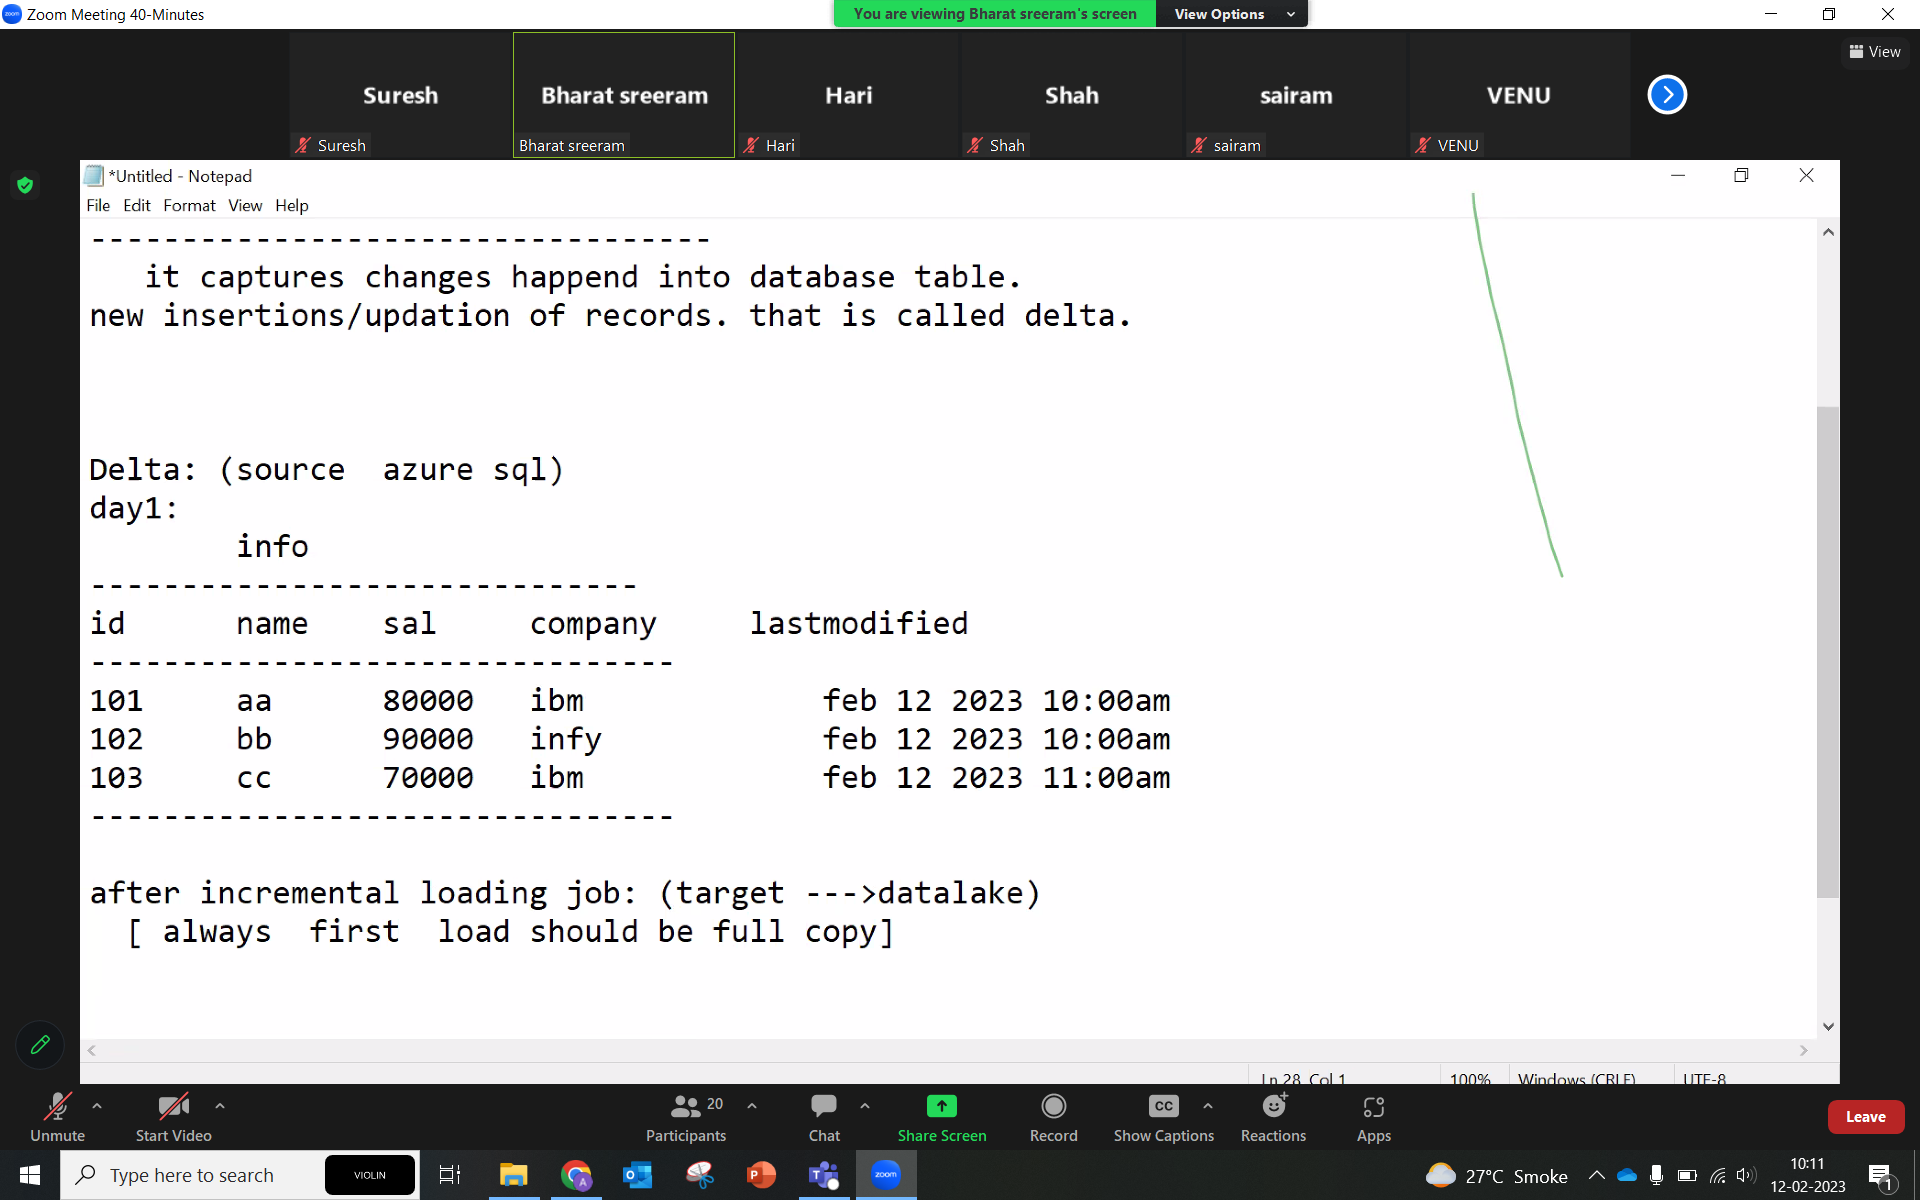 Zoom Meeting 40-Minutes
You are viewing Bharat sreeram's screen
View Options
View
Suresh
Bharat sreeram
Hari
Shah
sairam
VENU
Suresh
Bharat sreeram
Hari
Shah
sairam
VENU
*Untitled - Notepad
File Edit Format View Help
----------------------------------
it captures changes happend into database table.
new insertions/updation of records. that is called delta.
Delta: (source azure sql)
day1:
info
------------------------------
id name sal company lastmodified
--------------------------------
101 aa 80000 ibm feb 12 2023 10:00am
102 bb 90000 infy feb 12 2023 10:00am
103 cc 70000 ibm feb 12 2023 11:00am
--------------------------------
after incremental loading job: (target --->datalake)
[ always first load should be full copy]
Ln 28, Col 1 100% Windows (CRLF) UTF-8
20
CC
Unmute
Start Video
Participants
Chat
Share Screen
Record
Show Captions
Reactions
Apps
Leave
Type here to search
VIOLIN
A
P
zoom
27°C Smoke
10:11
12-02-2023
1